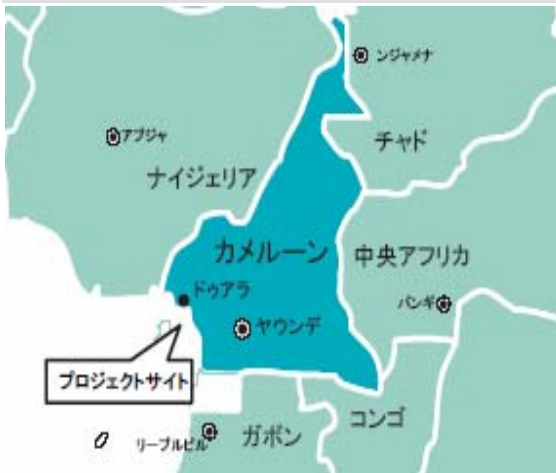 ンジャメナ
アブジャ
チャド
ナイジェリア
カメルーン
中央アフリカ
ドゥアラ
バンギ
ヤウンデ
プロジェクトサイト
コンゴ
ガボン
リーブルビル